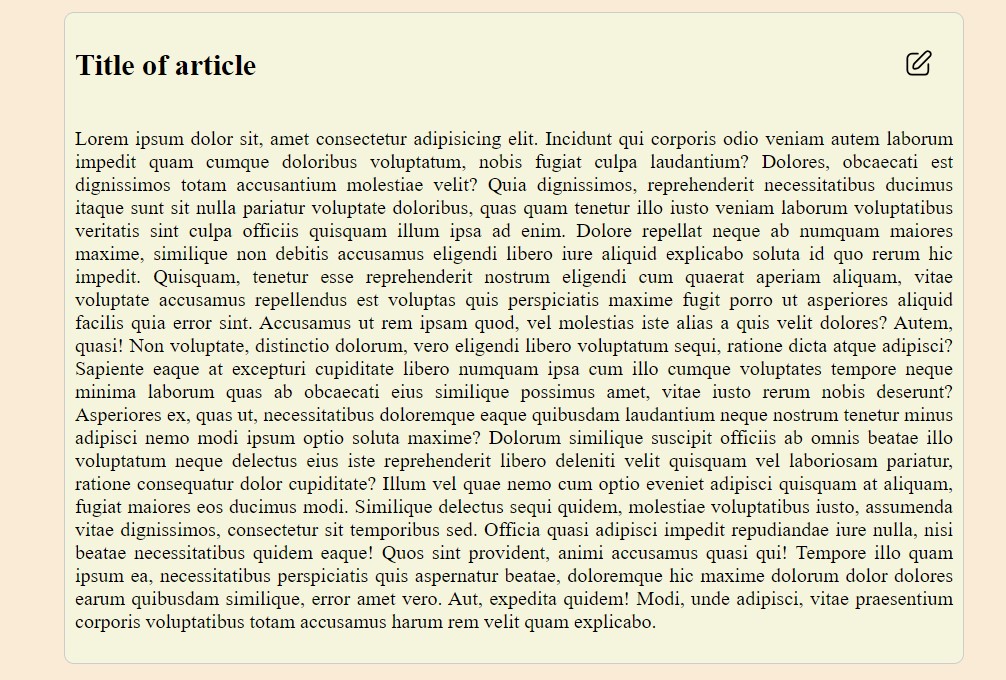 Title of article
Lorem ipsum dolor sit, amet consectetur adipisicing elit. Incidunt qui corporis odio veniam autem laborum
impedit quam cumque doloribus voluptatum, nobis fugiat culpa laudantium? Dolores, obcaecati est
dignissimos totam accusantium molestiae velit? Quia dignissimos, reprehenderit necessitatibus ducimus
itaque sunt sit nulla pariatur voluptate doloribus, quas quam tenetur illo iusto veniam laborum voluptatibus
veritatis sint culpa officiis quisquam illum ipsa ad enim. Dolore repellat neque ab numquam maiores
maxime, similique non debitis accusamus eligendi libero iure aliquid explicabo soluta id quo rerum hic
impedit. Quisquam, tenetur esse reprehenderit nostrum eligendi cum quaerat aperiam aliquam, vitae
voluptate accusamus repellendus est voluptas quis perspiciatis maxime fugit porro ut asperiores aliquid
facilis quia error sint. Accusamus ut rem ipsam quod, vel molestias iste alias a quis velit dolores? Autem,
quasi! Non voluptate, distinctio dolorum, vero eligendi libero voluptatum sequi, ratione dicta atque adipisci?
Sapiente eaque at excepturi cupiditate libero numquam ipsa cum illo cumque voluptates tempore neque
minima laborum quas ab obcaecati eius similique possimus amet, vitae iusto rerum nobis deserunt?
Asperiores ex, quas ut, necessitatibus doloremque eaque quibusdam laudantium neque nostrum tenetur minus
adipisci nemo modi ipsum optio soluta maxime? Dolorum similique suscipit officiis ab omnis beatae illo
voluptatum neque delectus eius iste reprehenderit libero deleniti velit quisquam vel laboriosam pariatur,
ratione consequatur dolor cupiditate? Illum vel quae nemo cum optio eveniet adipisci quisquam at aliquam,
fugiat maiores eos ducimus modi. Similique delectus sequi quidem, molestiae voluptatibus iusto, assumenda
vitae dignissimos, consectetur sit temporibus sed. Officia quasi adipisci impedit repudiandae iure nulla, nisi
beatae necessitatibus quidem eaque! Quos sint provident, animi accusamus quasi qui! Tempore illo quam
ipsum ea, necessitatibus perspiciatis quis aspernatur beatae, doloremque hic maxime dolorum dolor dolores
earum quibusdam similique, error amet vero. Aut, expedita quidem! Modi, unde adipisci, vitae praesentium
corporis voluptatibus totam accusamus harum rem velit quam explicabo.